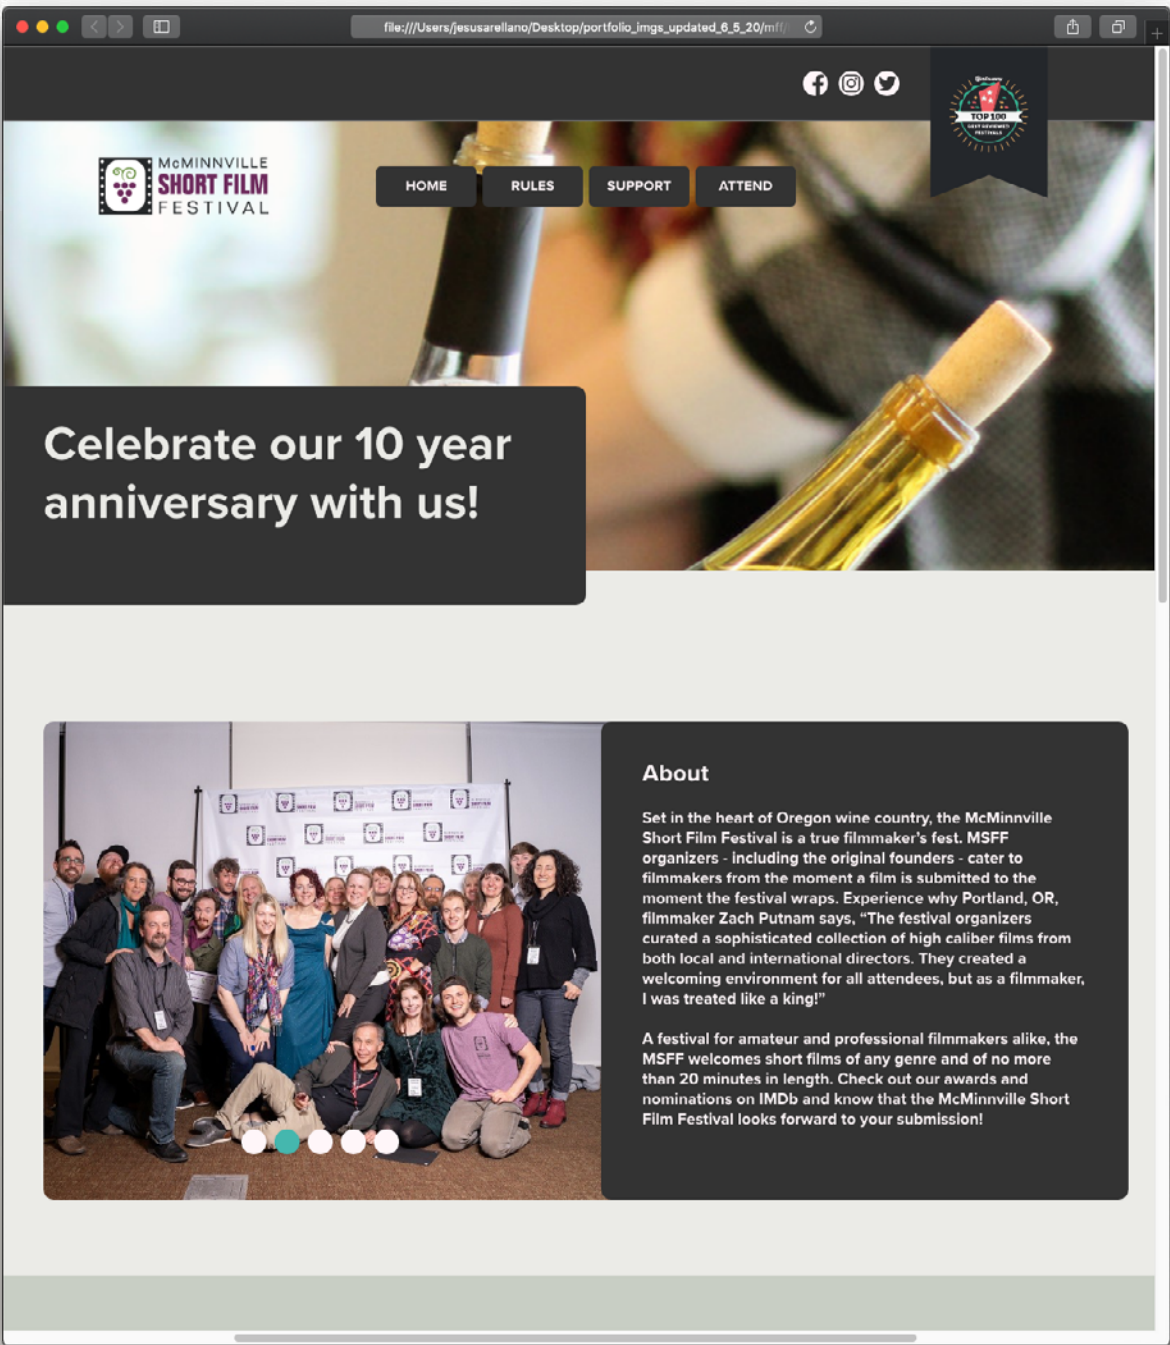 file:///Users/jesusarellano/Desktop/portfolio_imgs_updated_6_5_20/mff/
TOP 100
BEST REVIEWED
FESTIVALS
McMINNVILLE
SHORT FILM
FESTIVAL
HOME
RULES
SUPPORT
ATTEND
Celebrate our 10 year
anniversary with us!
About
Set in the heart of Oregon wine country, the McMinnville
Short Film Festival is a true filmmaker's fest. MSFF
organizers - including the original founders - cater to
filmmakers from the moment a film is submitted to the
moment the festival wraps. Experience why Portland, OR,
filmmaker Zach Putnam says, “The festival organizers
curated a sophisticated collection of high caliber films from
both local and international directors. They created a
welcoming environment for all attendees, but as a filmmaker,
I was treated like a king!”
A festival for amateur and professional filmmakers alike, the
MSFF welcomes short films of any genre and of no more
than 20 minutes in length. Check out our awards and
nominations on IMDb and know that the McMinnville Short
Film Festival looks forward to your submission!